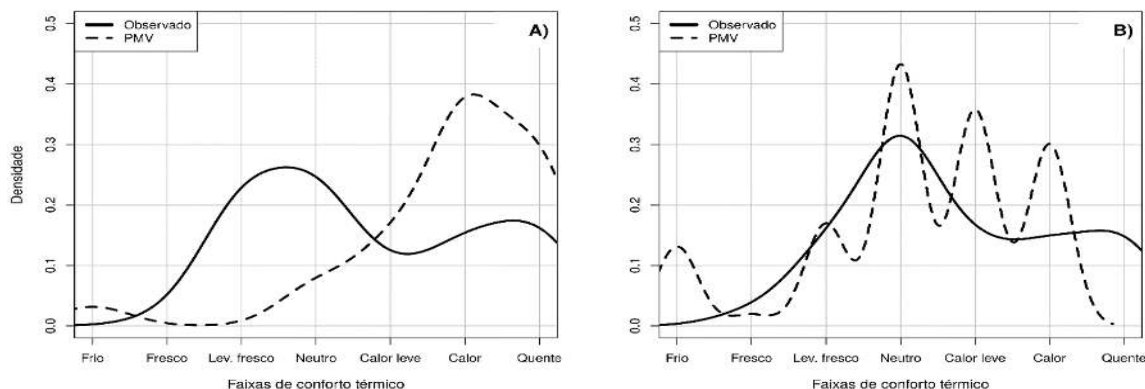 Observado
PMV
A)
Densidade
0.5
0.4
0.3
0.2
0.1
0.0
Frio Fresco Lev. fresco Neutro Calor leve Calor Quente
Faixas de conforto térmico
Observado
PMV
B)
0.5
0.4
0.3
0.2
0.1
0.0
Frio Fresco Lev. fresco Neutro Calor leve Calor Quente
Faixas de conforto térmico